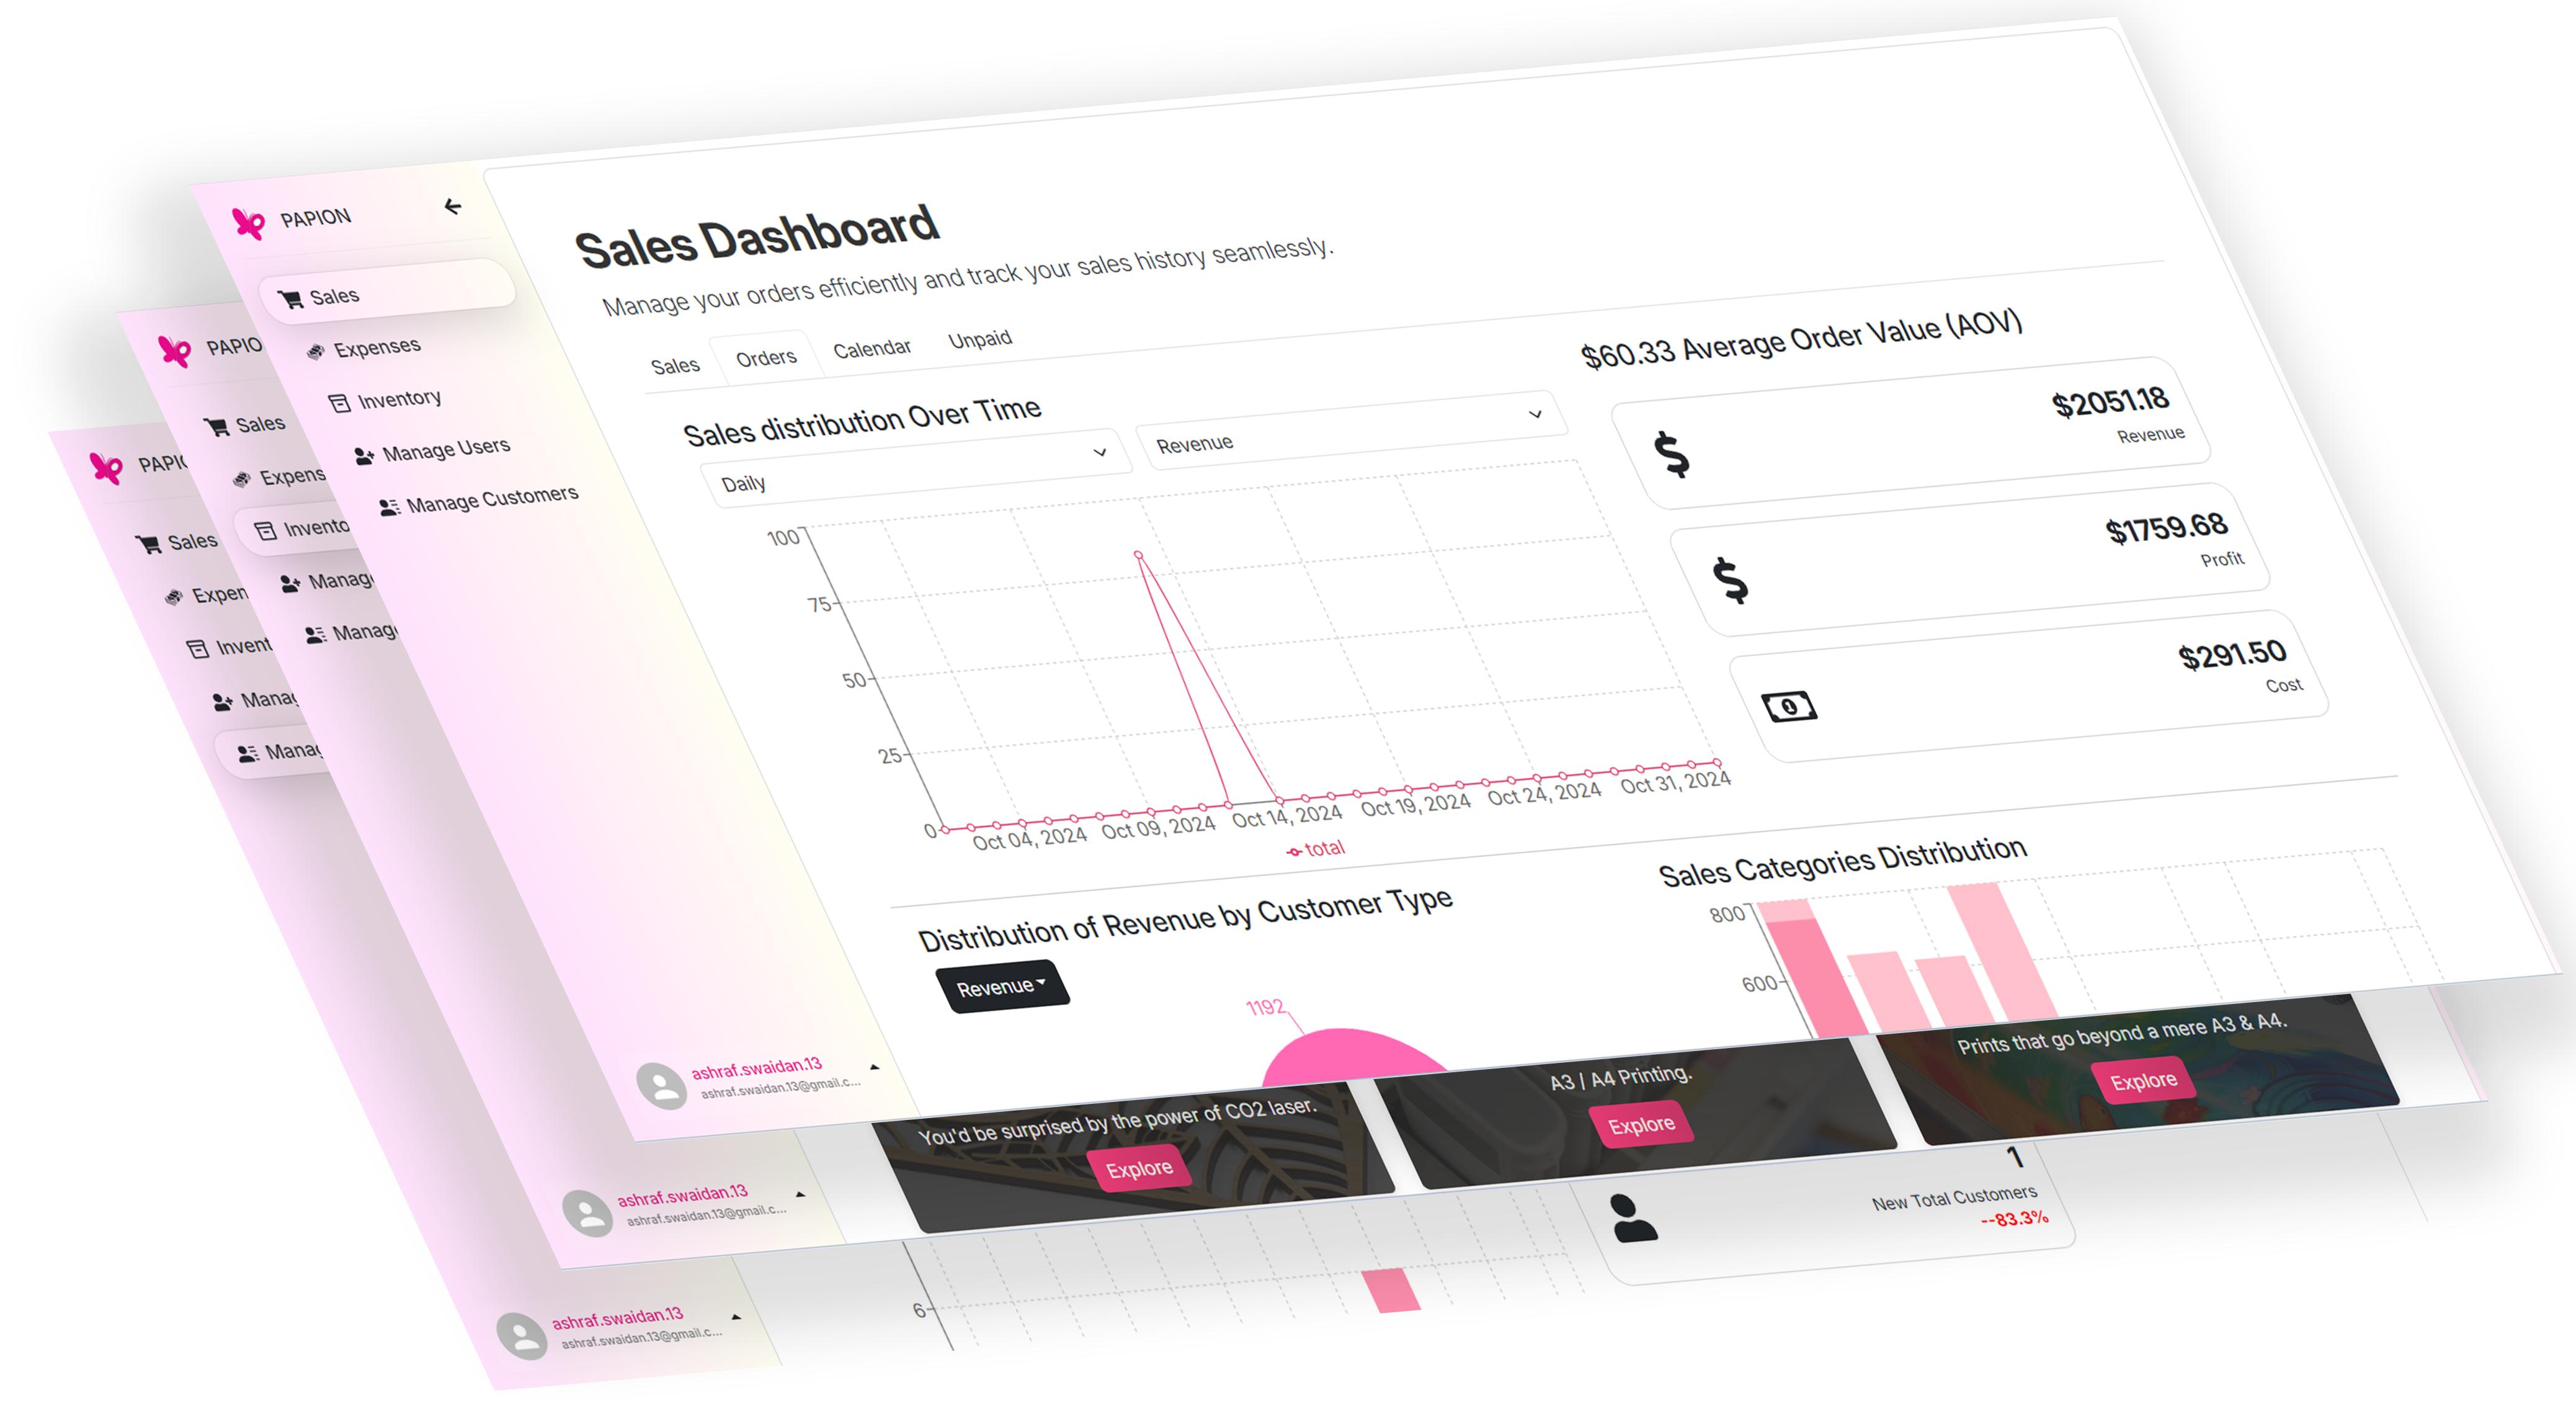 PAPION
Sales
Expenses
Inventory
Manage Users
Manage Customers
ashraf.swaidan.13
ashraf.swaidan.13@gmail.c...
Sales Dashboard
Manage your orders efficiently and track your sales history seamlessly.
Sales Orders Calendar Unpaid
Sales distribution Over Time
Daily
Revenue
100
75
50
25
0
Oct 04, 2024 Oct 09, 2024 Oct 14, 2024 Oct 19, 2024 Oct 24, 2024 Oct 31, 2024
total
$60.33 Average Order Value (AOV)
$2051.18
Revenue
$1759.68
Profit
$291.50
Cost
Distribution of Revenue by Customer Type
Revenue
1192
Sales Categories Distribution
800
600
PAPIO
Sales
Expens
Invento
Manag
Manag
ashraf.swaidan.13
ashraf.swaidan.13@gmail.c...
You'd be surprised by the power of CO2 laser.
Explore
A3 | A4 Printing.
Explore
Prints that go beyond a mere A3 & A4.
Explore
PAPIO
Sales
Expen
Invent
Manag
Manag
ashraf.swaidan.13
ashraf.swaidan.13@gmail.c...
6
1
New Total Customers
--83.3%